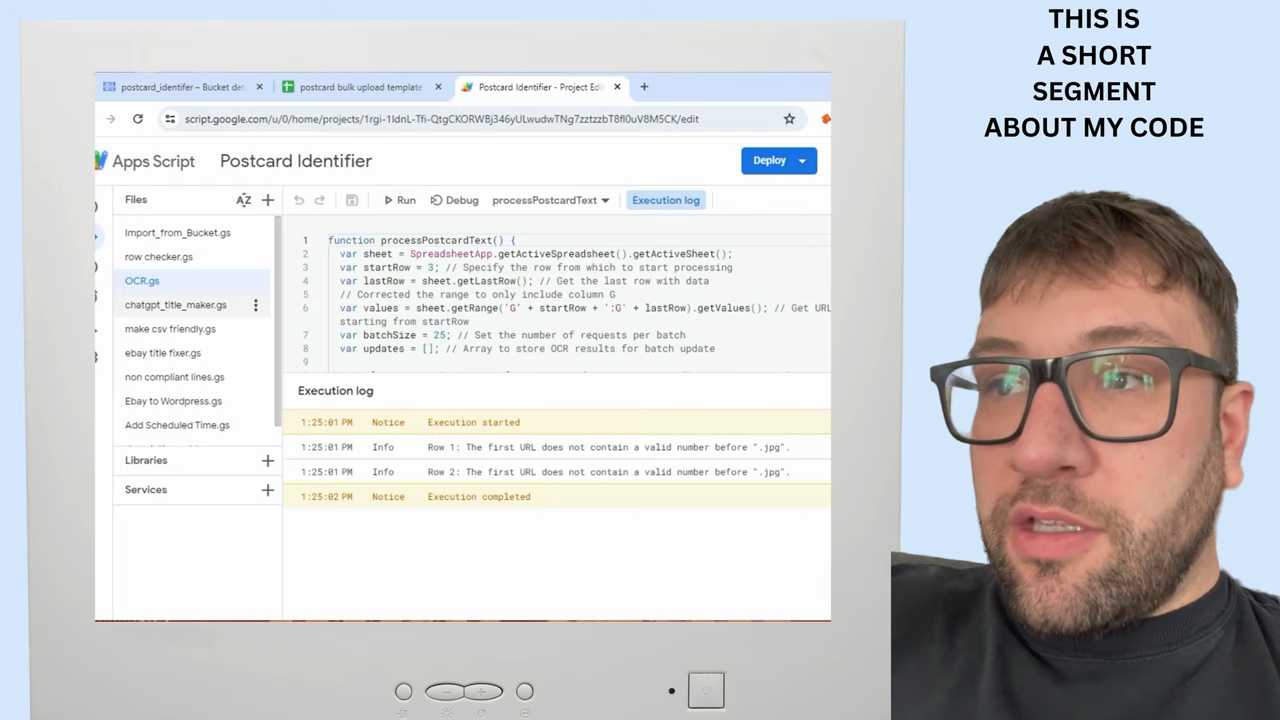 THIS IS
A SHORT
SEGMENT
ABOUT MY CODE
postcard_identifer – Bucket det
postcard bulk upload template
Postcard Identifier - Project Edit
script.google.com/u/0/home/projects/
Apps Script
Postcard Identifier
Deploy
Files
AZ
Run
Debug
processPostcardText
Execution log
Import_from_Bucket.gs
row checker.gs
OCR.gs
chatgpt_title_maker.gs
make csv friendly.gs
ebay title fixer.gs
non compliant lines.gs
Ebay to Wordpress.gs
Add Scheduled Time.gs
Libraries
Services
1 function processPostcardText() {
2 var sheet = SpreadsheetApp.getActiveSpreadsheet().getActiveSheet();
3 var startRow = 3; // Specify the row from which to start processing
4 var lastRow = sheet.getLastRow(); // Get the last row with data
5 // Corrected the range to only include column G
6 var values = sheet.getRange('G' + startRow + ':G' + lastRow).getValues(); // Get URL
starting from startRow
7 var batchSize = 25; // Set the number of requests per batch
8 var updates = []; // Array to store OCR results for batch update
9
Execution log
1:25:01 PM Notice Execution started
1:25:01 PM Info Row 1: The first URL does not contain a valid number before ".jpg".
1:25:01 PM Info Row 2: The first URL does not contain a valid number before ".jpg".
1:25:02 PM Notice Execution completed